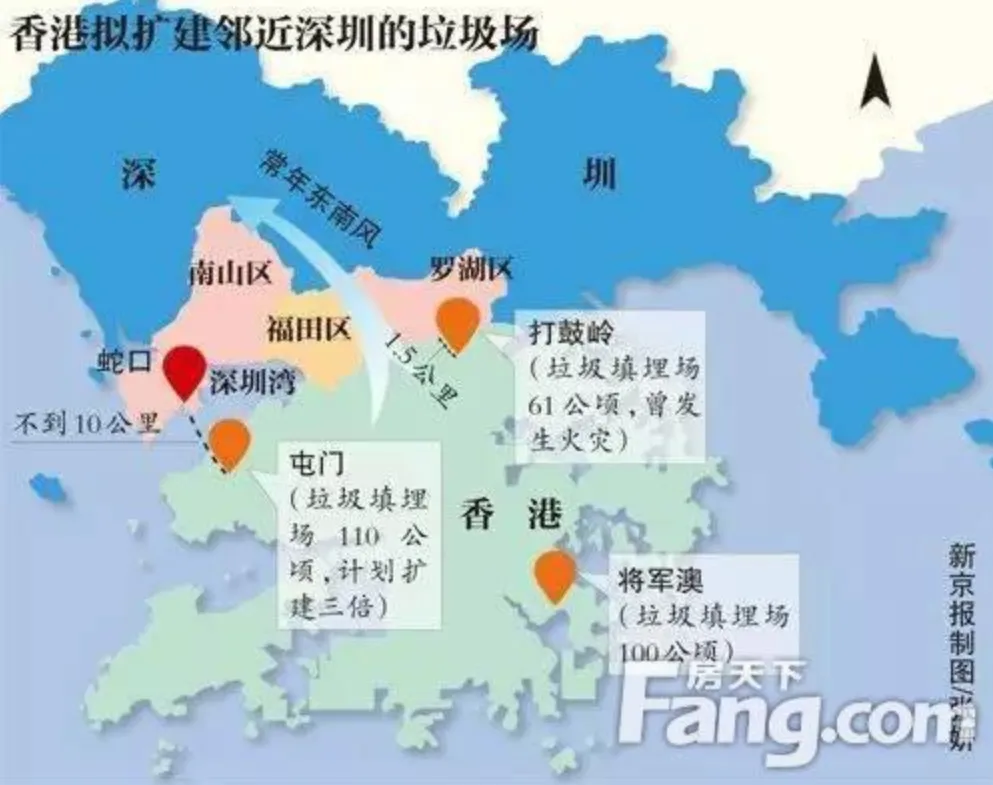 香港拟扩建邻近深圳的垃圾场
深
圳
常年东南风
南山区
罗湖区
福田区
蛇口
深圳湾
1.5公里
不到10公里
打鼓岭
(垃圾填埋场
61公顷,曾发
生火灾)
屯门
(垃圾填埋
场 110 公
顷,计划扩
建三倍)
香港
将军澳
(垃圾填埋场
100公顷)
新京报制图/张妍
房天下
Fang.com